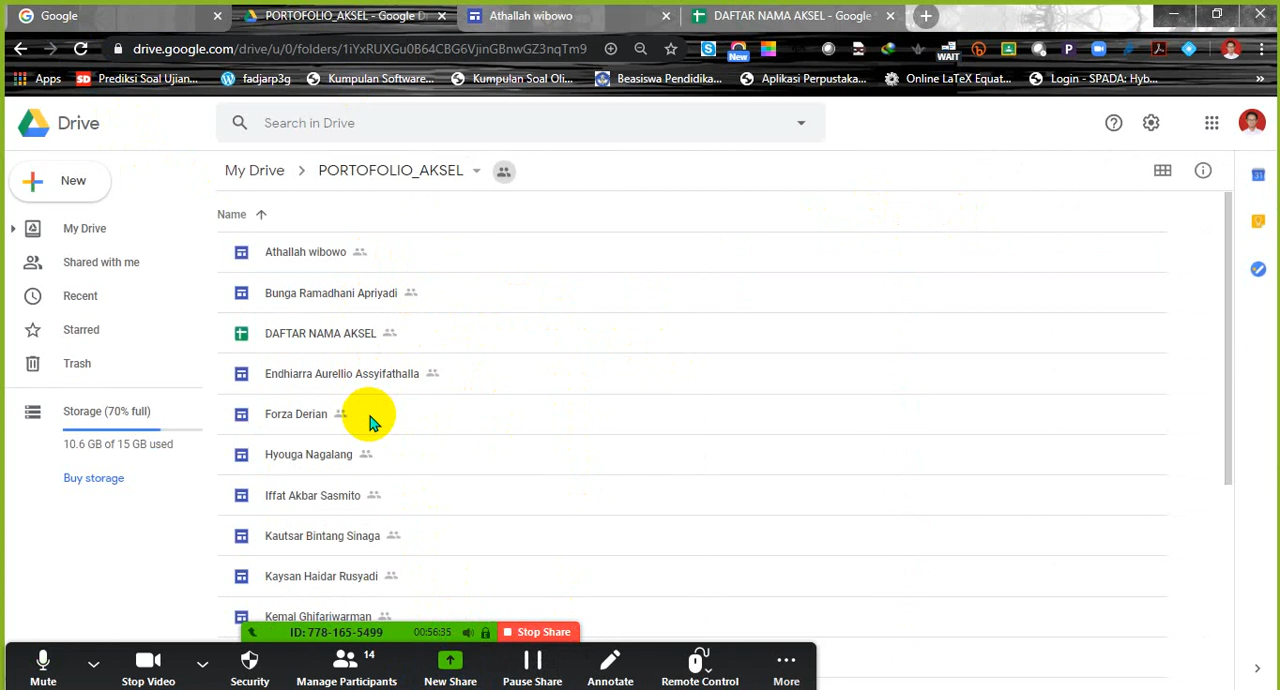 Google
PORTOFOLIO_AKSEL - Google D
Athallah wibowo
DAFTAR NAMA AKSEL - Google
drive.google.com/drive/u/0/folders/1iYxRUXGu0B64CBG6VjinGBnwGZ3nqTm9
New
WAIT
Apps
Prediksi Soal Ujian...
fadjarp3g
Kumpulan Software...
Kumpulan Soal Oli...
Beasiswa Pendidika...
Aplikasi Perpustaka...
Online LaTeX Equat...
Login - SPADA: Hyb...
Drive
Search in Drive
New
My Drive
Shared with me
Recent
Starred
Trash
Storage (70% full)
10.6 GB of 15 GB used
Buy storage
My Drive > PORTOFOLIO_AKSEL
Name
Athallah wibowo
Bunga Ramadhani Apriyadi
DAFTAR NAMA AKSEL
Endhiarra Aurellio Assyifathalla
Forza Derian
Hyouga Nagalang
Iffat Akbar Sasmito
Kautsar Bintang Sinaga
Kaysan Haidar Rusyadi
Kemal Ghifariwarman
ID: 778-165-5499
00:56:35
Stop Share
Mute
Stop Video
Security
14
Manage Participants
New Share
Pause Share
Annotate
Remote Control
More